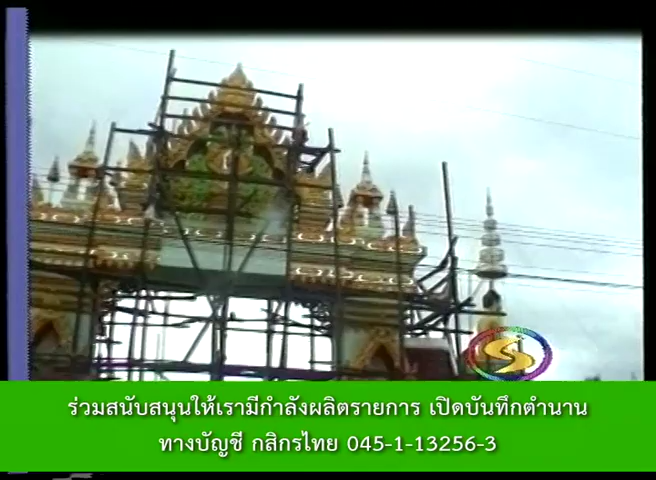 ร่วมสนับสนุนให้เรามีกำลังผลิตรายการ เปิดบันทึกตำนาน
ทางบัญชี กสิกรไทย 045-1-13256-3